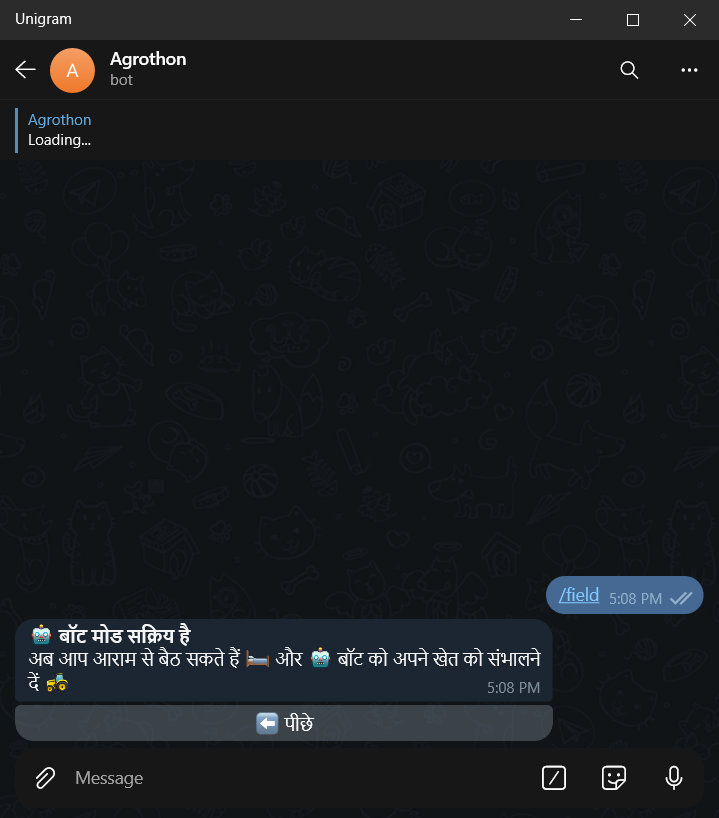 Unigram
A
Agrothon
bot
Agrothon
Loading...
/field 5:08 PM
🤖 बॉट मोड सक्रिय है
अब आप आराम से बैठ सकते हैं 🛏️ और 🤖 बॉट को अपने खेत को संभालने
दें 🚜
5:08 PM
⬅️ पीछे
Message